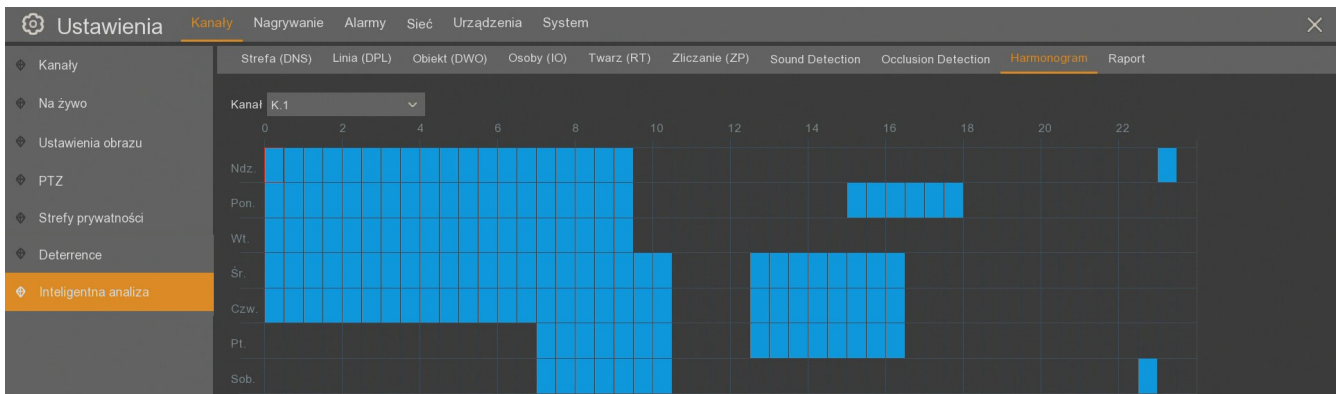 Ustawienia Kanały Nagrywanie Alarmy Sieć Urządzenia System
Kanały
Na żywo
Ustawienia obrazu
PTZ
Strefy prywatności
Deterrence
Inteligentna analiza
Strefa (DNS) Linia (DPL) Obiekt (DWO) Osoby (IO) Twarz (RT) Zliczanie (ZP) Sound Detection Occlusion Detection Harmonogram Raport
Kanał K.1
0 2 4 6 8 10 12 14 16 18 20 22
Ndz.
Pon.
Wt.
Śr.
Czw.
Pt.
Sob.